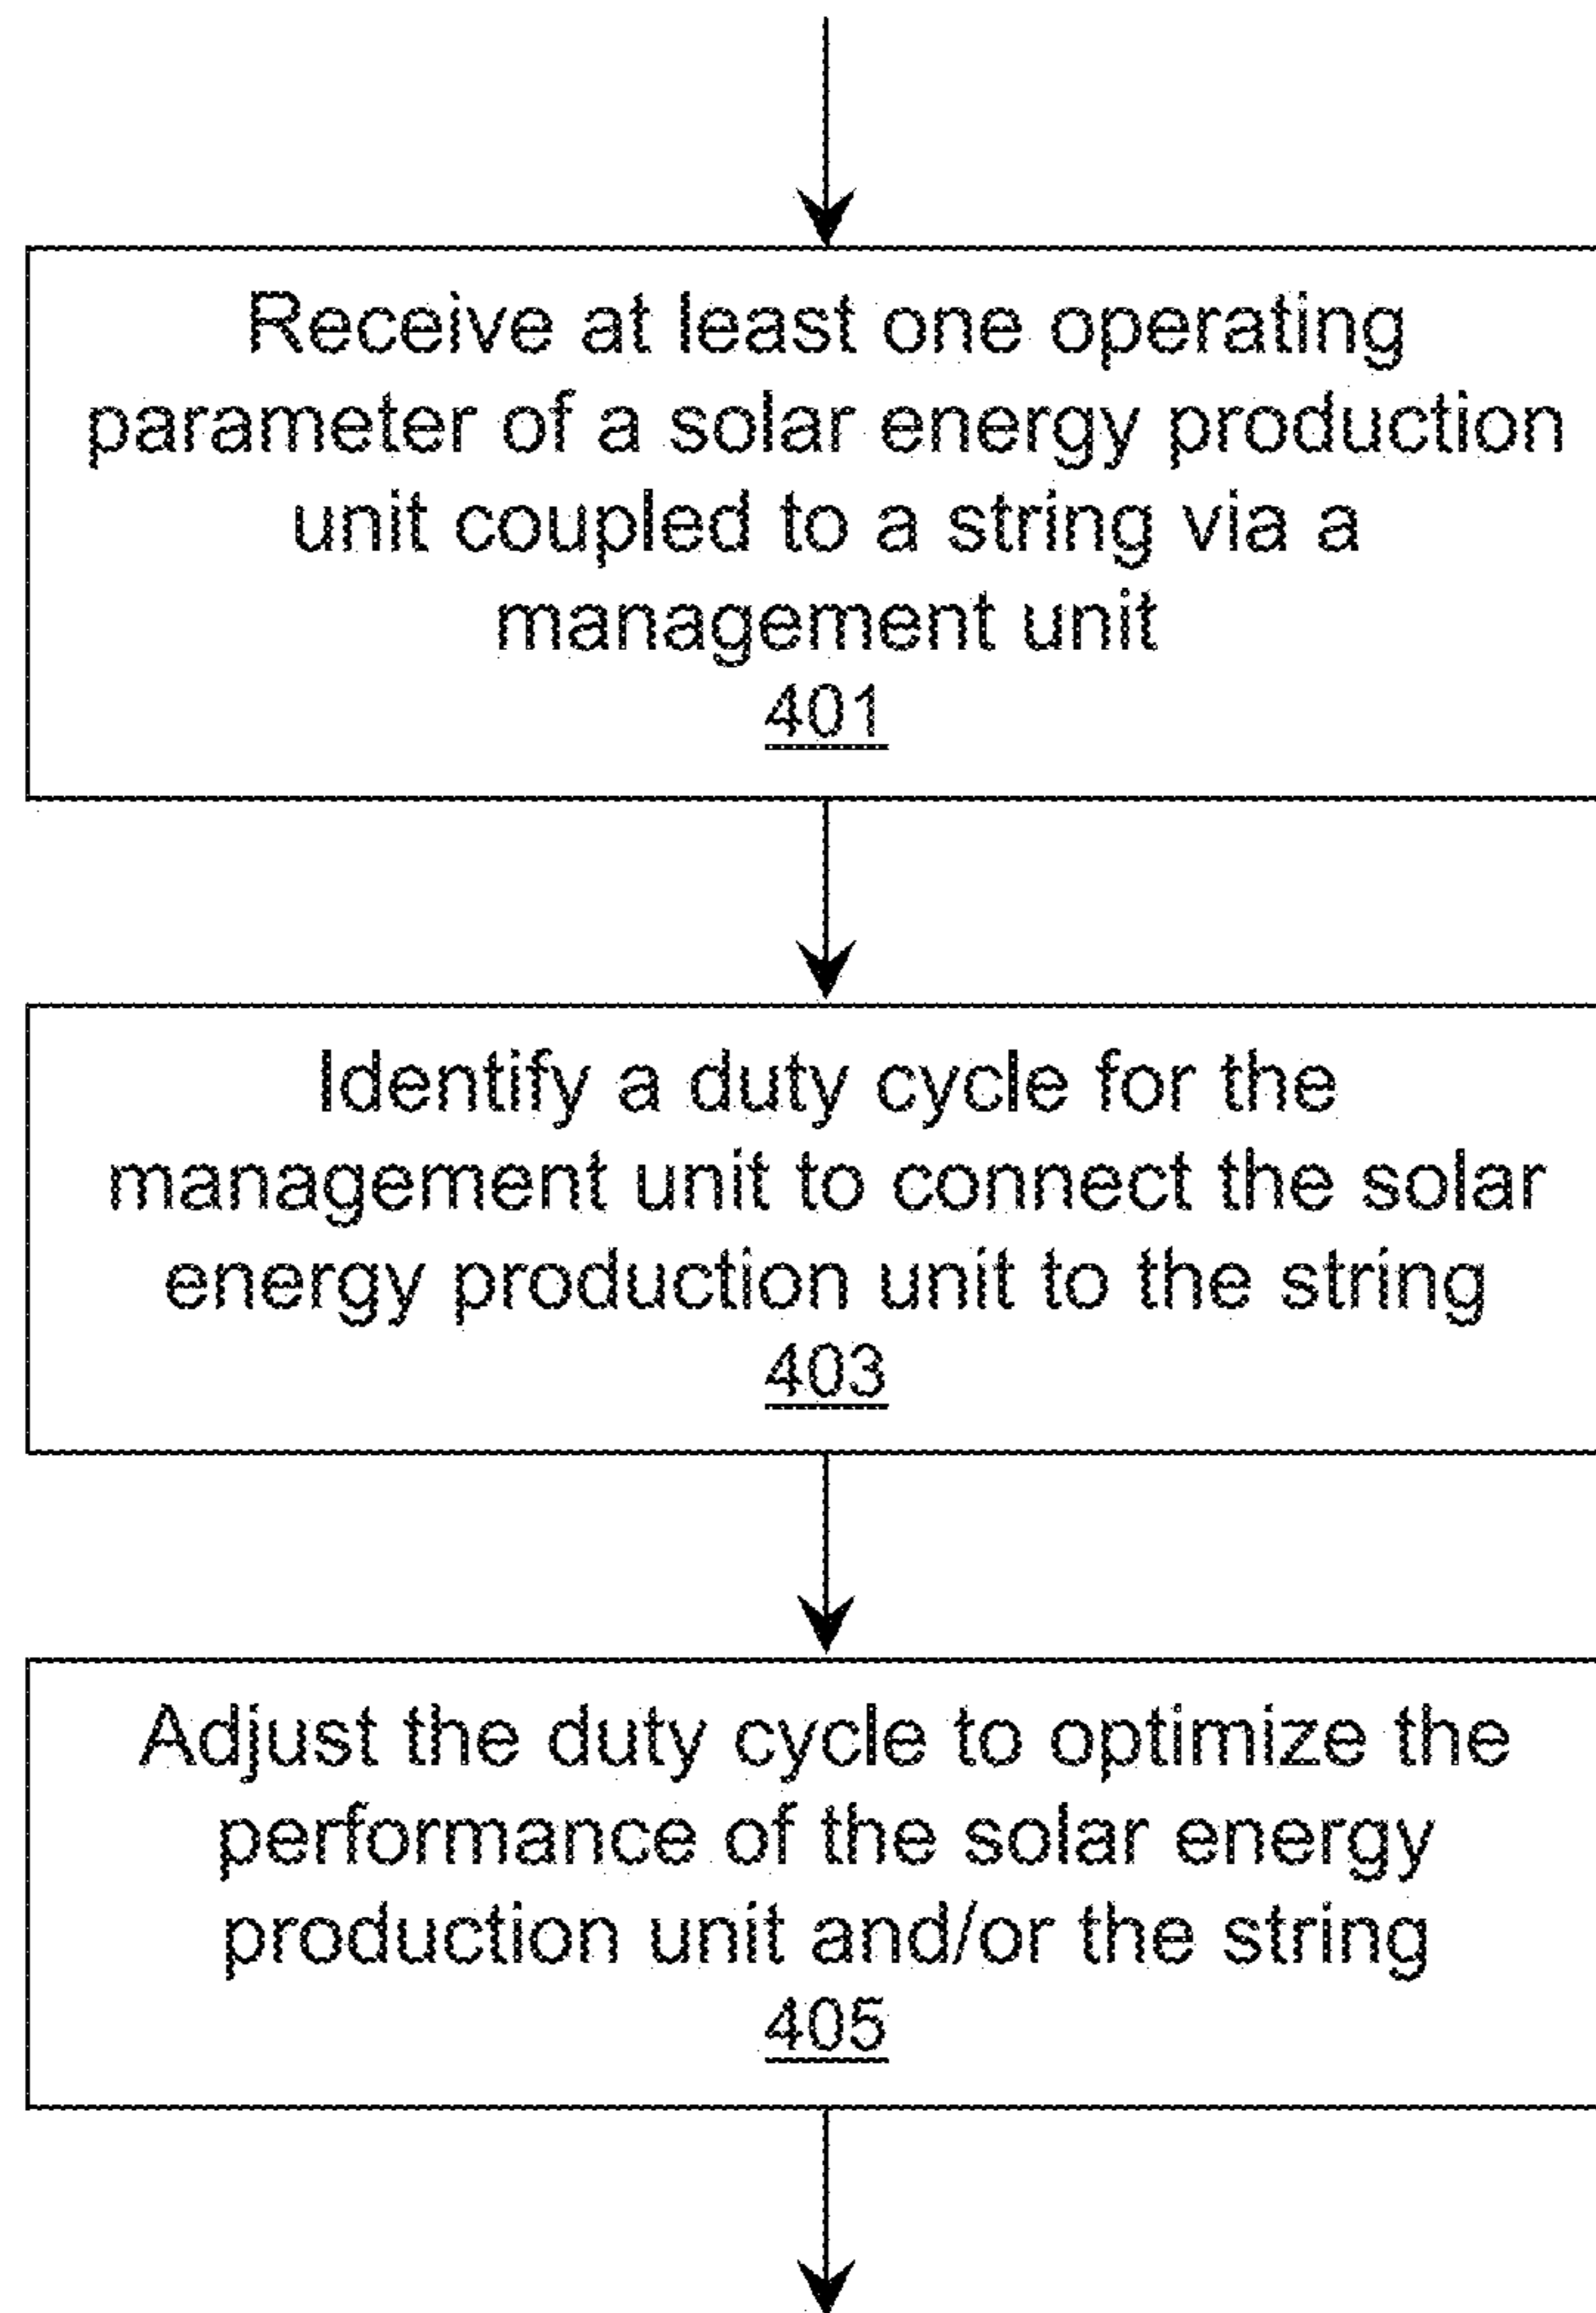 Receive at least one operating
parameter of a solar energy production
unit coupled to a string via a
management unit
401
Identify a duty cycle for the
management unit to connect the solar
energy production unit to the string
403
Adjust the duty cycle to optimize the
performance of the solar energy
production unit and/or the string
405